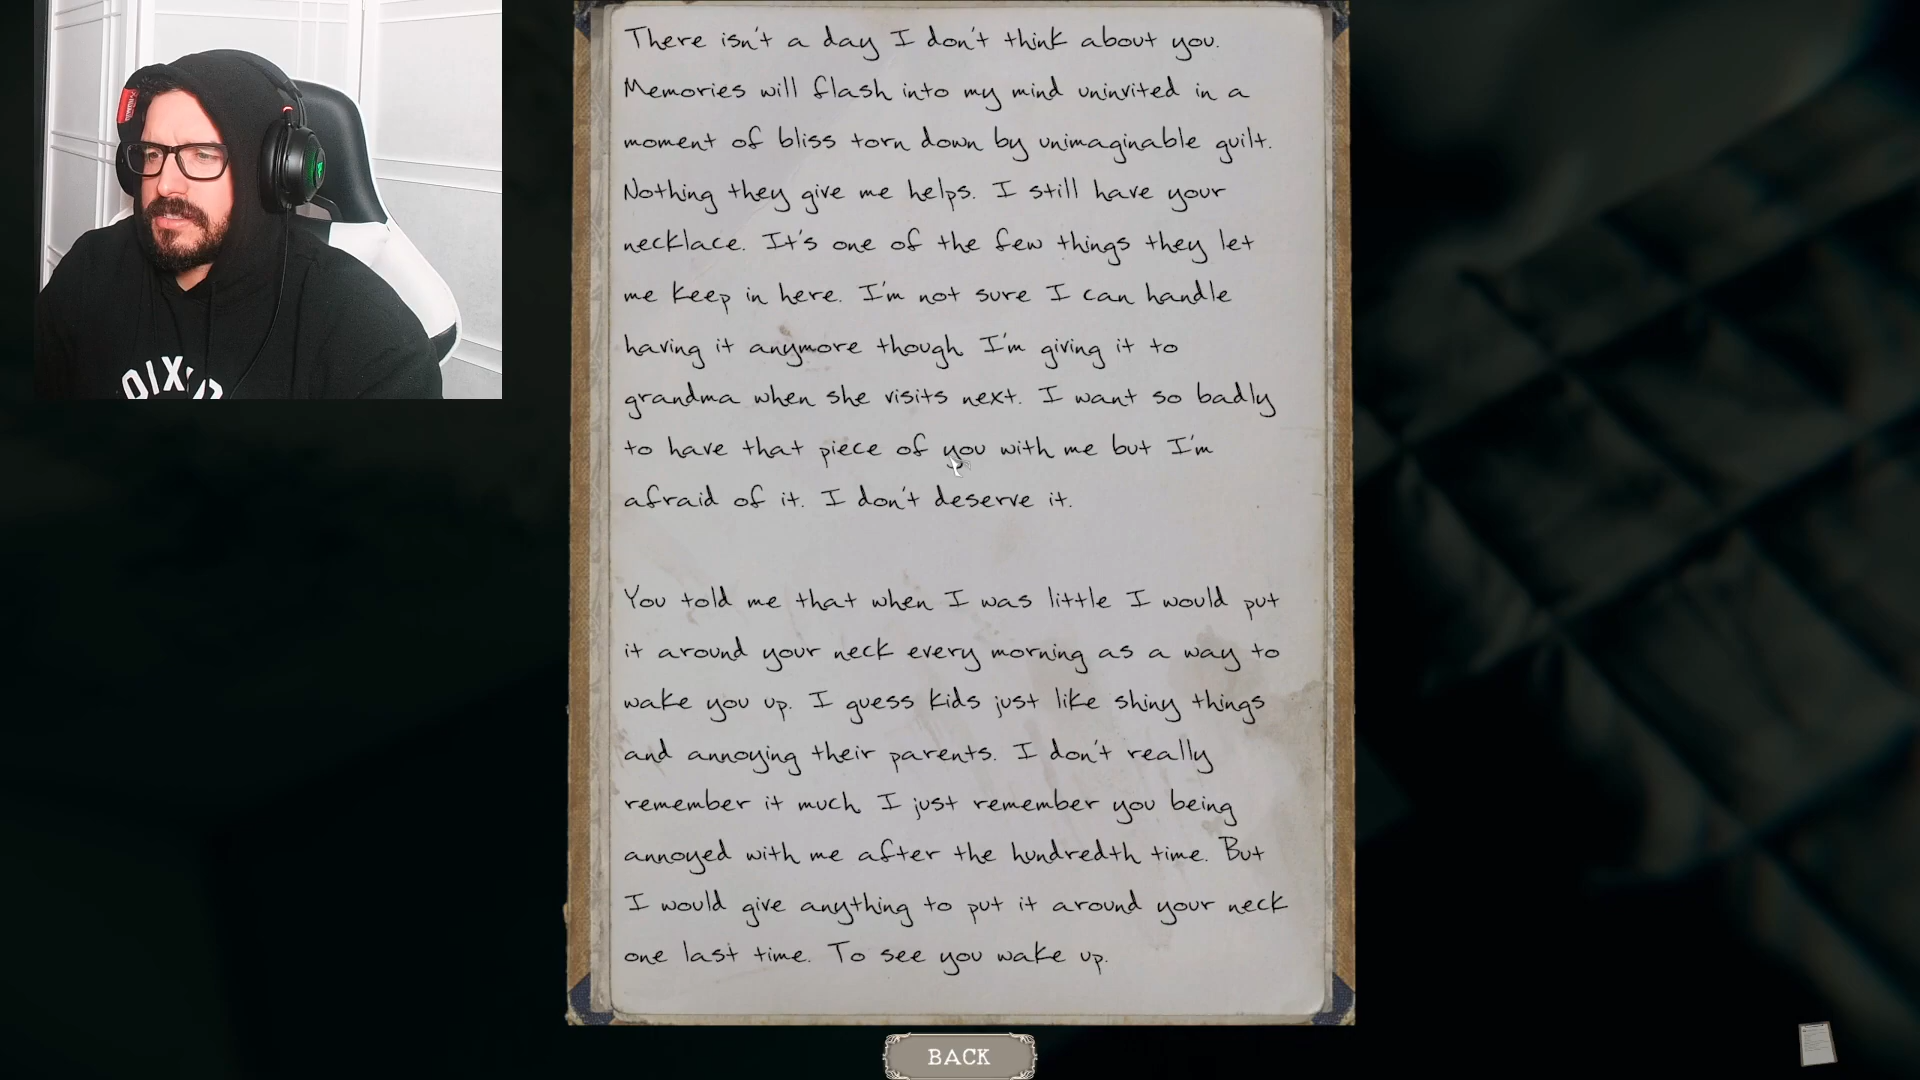 There isn't a day I don't think about you.
Memories will flash into my mind uninvited in a
moment of bliss torn down by unimaginable guilt.
Nothing they give me helps. I still have your
necklace. It's one of the few things they let
me keep in here. I'm not sure I can handle
having it anymore though I'm giving it to
grandma when she visits next. I want so badly
to have that piece of you with me but I'm
afraid of it. I don't deserve it.
You told me that when I was little I would put
it around your neck every morning as a way to
wake you up. I guess kids just like shiny things
and annoying their parents. I don't really
remember it much I just remember you being
annoyed with me after the hundredth time. But
I would give anything to put it around your neck
one last time. To see you wake up.
BACK